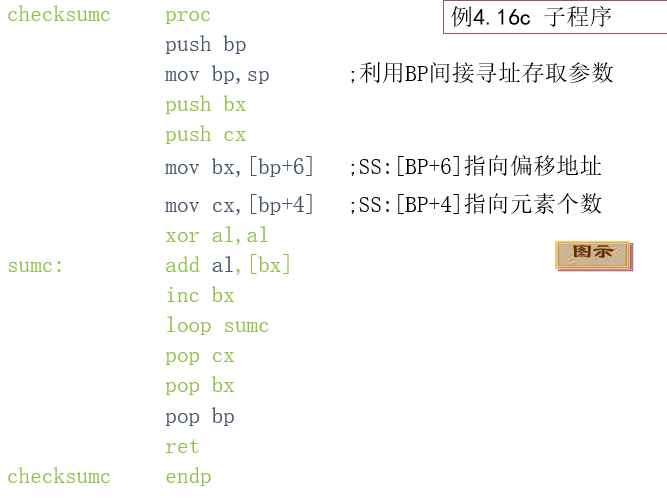 例4.16c 子程序
checksumc proc
push bp
mov bp,sp ;利用BP间接寻址存取参数
push bx
push cx
mov bx,[bp+6] ;SS:[BP+6]指向偏移地址
mov cx,[bp+4] ;SS:[BP+4]指向元素个数
xor al,al
sumc: add al,[bx]
图示
inc bx
loop sumc
pop cx
pop bx
pop bp
ret
checksumc endp